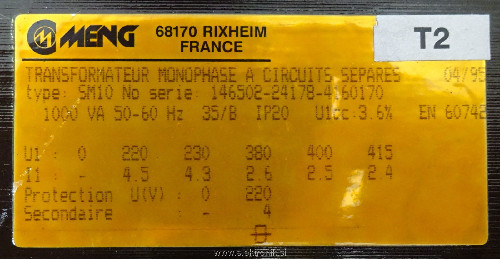 MENG
68170 RIXHEIM
FRANCE
T2
TRANSFORMATEUR MONOPHASE A CIRCUITS SEPARES 04/95
type: SM10 No serie: 146502-24178-4160170
1000 VA 50-60 Hz 35/B IP20 U1cc:3.6% EN 60742
U1: 0 220 230 380 400 415
I1 - 4.5 4.3 2.6 2.5 2.4
Protection U(V): 0 220
Secondaire - 4